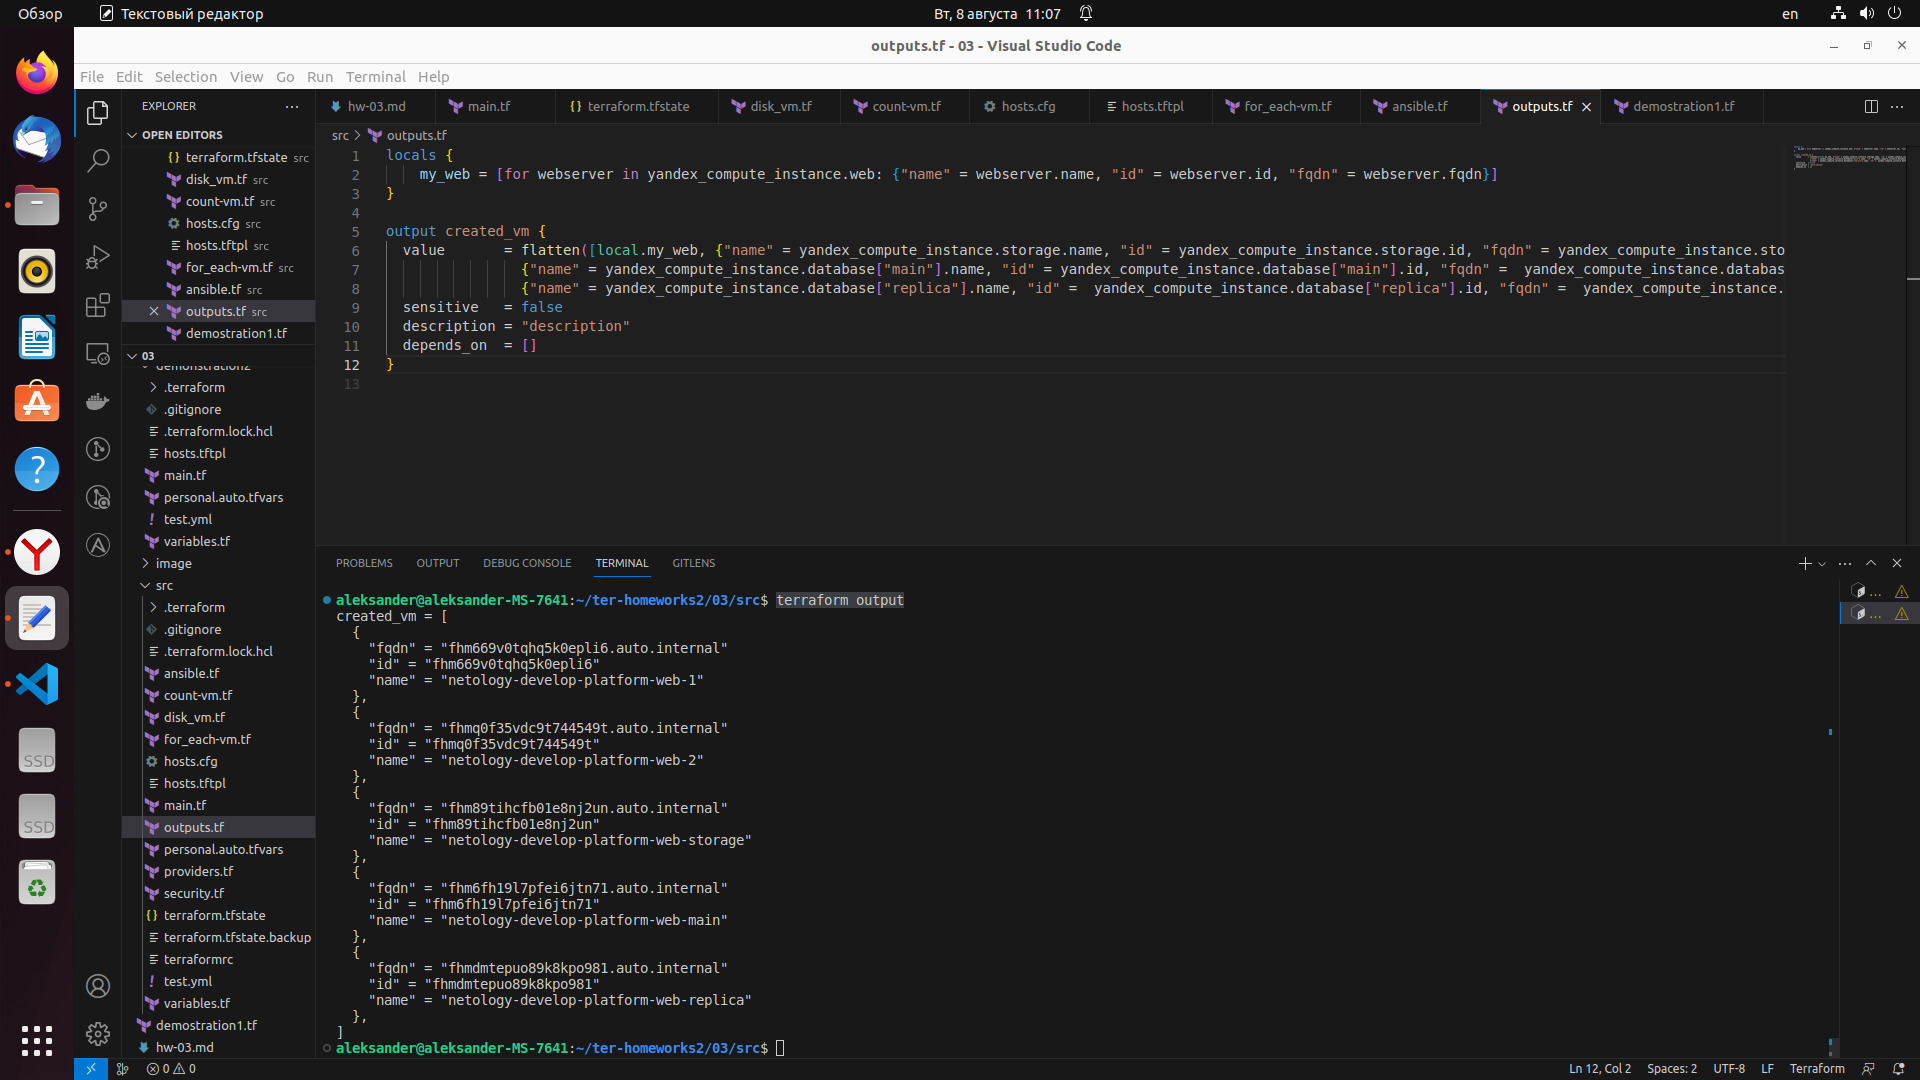 Обзор
Текстовый редактор
Вт, 8 августа 11:07
en
outputs.tf - 03 - Visual Studio Code
File Edit Selection View Go Run Terminal Help
EXPLORER
OPEN EDITORS
terraform.tfstate src
disk_vm.tf src
count-vm.tf src
hosts.cfg src
hosts.tftpl src
for_each-vm.tf src
ansible.tf src
outputs.tf src
demostration1.tf
03
demonstration2
.terraform
.gitignore
.terraform.lock.hcl
hosts.tftpl
main.tf
personal.auto.tfvars
test.yml
variables.tf
image
src
.terraform
.gitignore
.terraform.lock.hcl
ansible.tf
count-vm.tf
disk_vm.tf
for_each-vm.tf
hosts.cfg
hosts.tftpl
main.tf
outputs.tf
personal.auto.tfvars
providers.tf
security.tf
terraform.tfstate
terraform.tfstate.backup
terraformrc
test.yml
variables.tf
demostration1.tf
hw-03.md
SSD
SSD
hw-03.md main.tf terraform.tfstate disk_vm.tf count-vm.tf hosts.cfg hosts.tftpl for_each-vm.tf ansible.tf outputs.tf demostration1.tf
src > outputs.tf
1 locals {
2 my_web = [for webserver in yandex_compute_instance.web: {"name" = webserver.name, "id" = webserver.id, "fqdn" = webserver.fqdn}]
3 }
4
5 output created_vm {
6 value = flatten([local.my_web, {"name" = yandex_compute_instance.storage.name, "id" = yandex_compute_instance.storage.id, "fqdn" = yandex_compute_instance.sto
7 {"name" = yandex_compute_instance.database["main"].name, "id" = yandex_compute_instance.database["main"].id, "fqdn" = yandex_compute_instance.databas
8 {"name" = yandex_compute_instance.database["replica"].name, "id" = yandex_compute_instance.database["replica"].id, "fqdn" = yandex_compute_instance.
9 sensitive = false
10 description = "description"
11 depends_on = []
12 }
13
PROBLEMS OUTPUT DEBUG CONSOLE TERMINAL GITLENS
aleksander@aleksander-MS-7641:~/ter-homeworks2/03/src$ terraform output
created_vm = [
{
"fqdn" = "fhm669v0tqhq5k0epli6.auto.internal"
"id" = "fhm669v0tqhq5k0epli6"
"name" = "netology-develop-platform-web-1"
},
{
"fqdn" = "fhmq0f35vdc9t744549t.auto.internal"
"id" = "fhmq0f35vdc9t744549t"
"name" = "netology-develop-platform-web-2"
},
{
"fqdn" = "fhm89tihcfb01e8nj2un.auto.internal"
"id" = "fhm89tihcfb01e8nj2un"
"name" = "netology-develop-platform-web-storage"
},
{
"fqdn" = "fhm6fh19l7pfei6jtn71.auto.internal"
"id" = "fhm6fh19l7pfei6jtn71"
"name" = "netology-develop-platform-web-main"
},
{
"fqdn" = "fhmdmtepuo89k8kpo981.auto.internal"
"id" = "fhmdmtepuo89k8kpo981"
"name" = "netology-develop-platform-web-replica"
},
]
aleksander@aleksander-MS-7641:~/ter-homeworks2/03/src$
0 0
Ln 12, Col 2 Spaces: 2 UTF-8 LF Terraform